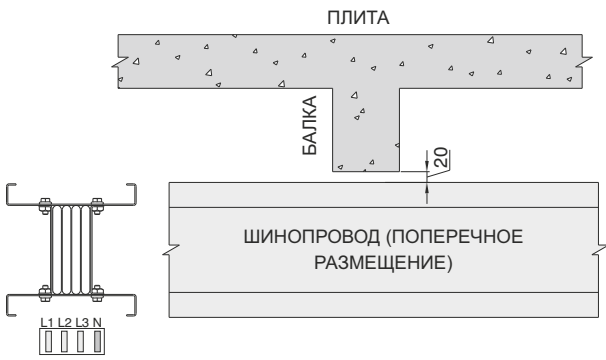 ПЛИТА
БАЛКА
20
ШИНОПРОВОД (ПОПЕРЕЧНОЕ
РАЗМЕЩЕНИЕ)
L1 L2 L3 N